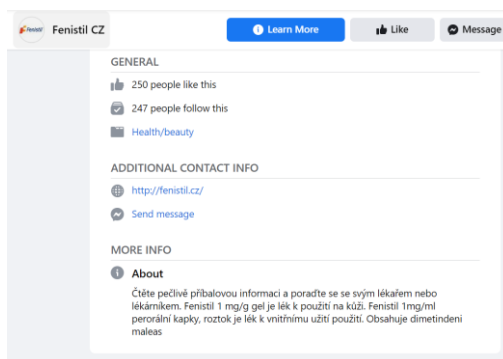 Fenistil
Fenistil CZ
Learn More
Like
Message
GENERAL
250 people like this
247 people follow this
Health/beauty
ADDITIONAL CONTACT INFO
http://fenistil.cz/
Send message
MORE INFO
About
Čtěte pečlivě příbalovou informaci a poraďte se se svým lékařem nebo
lékárníkem. Fenistil 1 mg/g gel je lék k použití na kůži. Fenistil 1mg/ml
perorální kapky, roztok je lék k vnitřnímu užití použití. Obsahuje dimetindeni
maleas